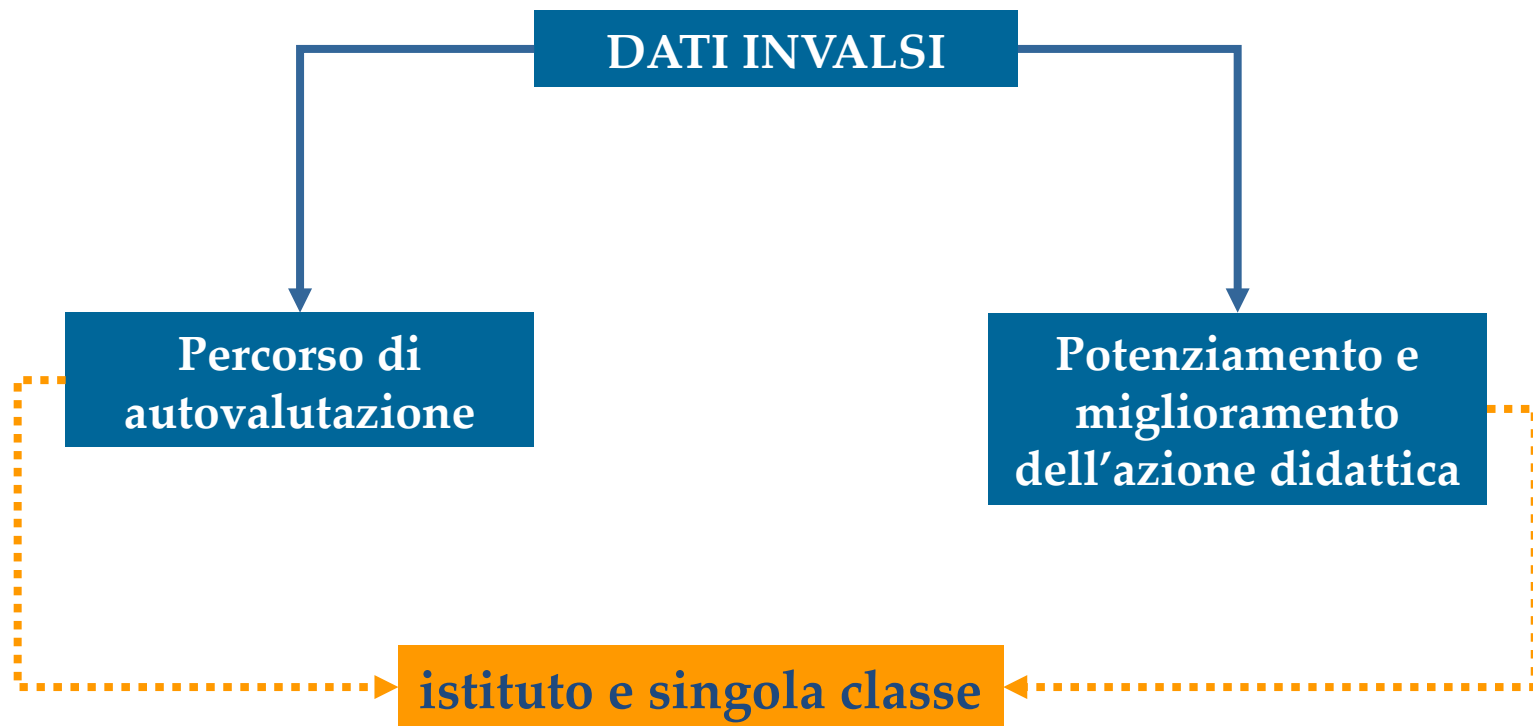 DATI INVALSI
Percorso di
autovalutazione
Potenziamento e
miglioramento
dell’azione didattica
istituto e singola classe